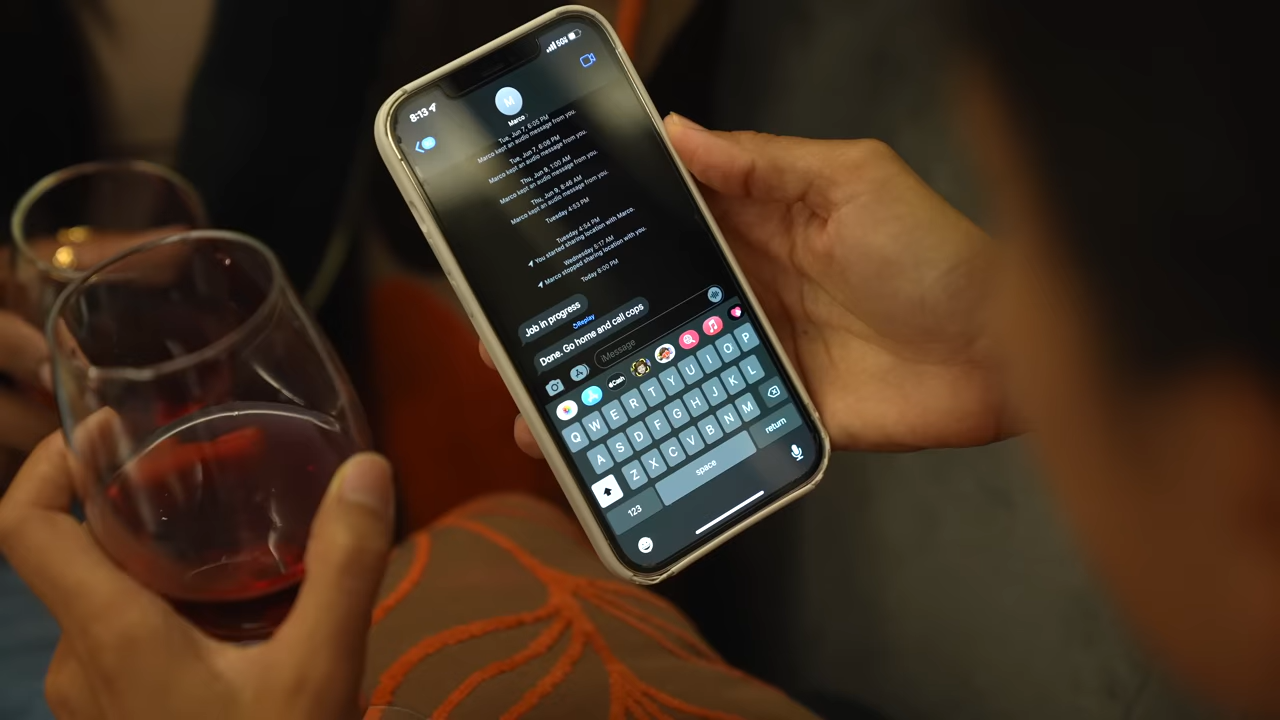 8:13
50%
M
Marco
Tue, Jun 7, 6:05 PM
Marco kept an audio message from you.
Tue, Jun 7, 6:06 PM
Marco kept an audio message from you.
Thu, Jun 9, 1:00 AM
Marco kept an audio message from you.
Thu, Jun 9, 8:46 AM
Marco kept an audio message from you.
Tuesday 4:53 PM
Tuesday 4:54 PM
You started sharing location with Marco.
Wednesday 5:17 AM
Marco stopped sharing location with you.
Today 8:00 PM
Job in progress
Replay
Done. Go home and call cops
iMessage
Cash
Q W E R T Y U I O P
A S D F G H J K L
Z X C V B N M
123 space return